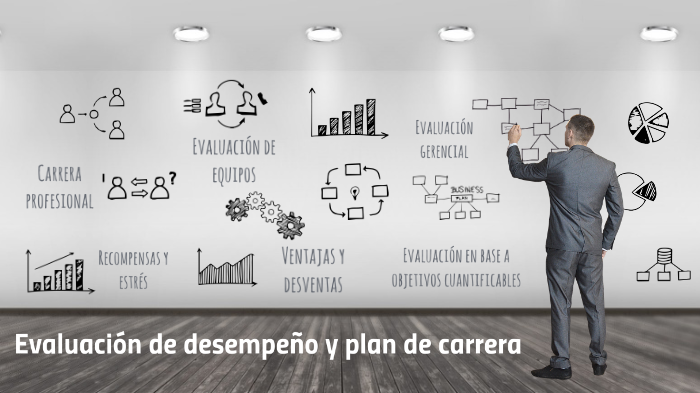 Evaluación de
equipos
Evaluación
gerencial
Carrera
profesional
!
?
BUSINESS
PLAN
Recompensas y
estrés
Ventajas y
desventas
Evaluación en base a
objetivos cuantificables
Evaluación de desempeño y plan de carrera